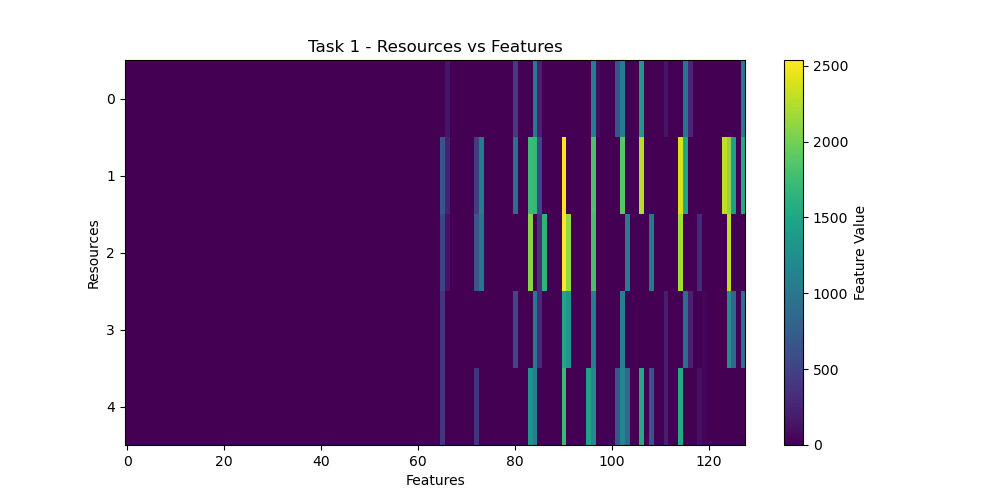 Task 1 - Resources vs Features
Resources
0
1
2
3
4
0 20 40 60 80 100 120
Features
2500
2000
1500
1000
500
0
Feature Value